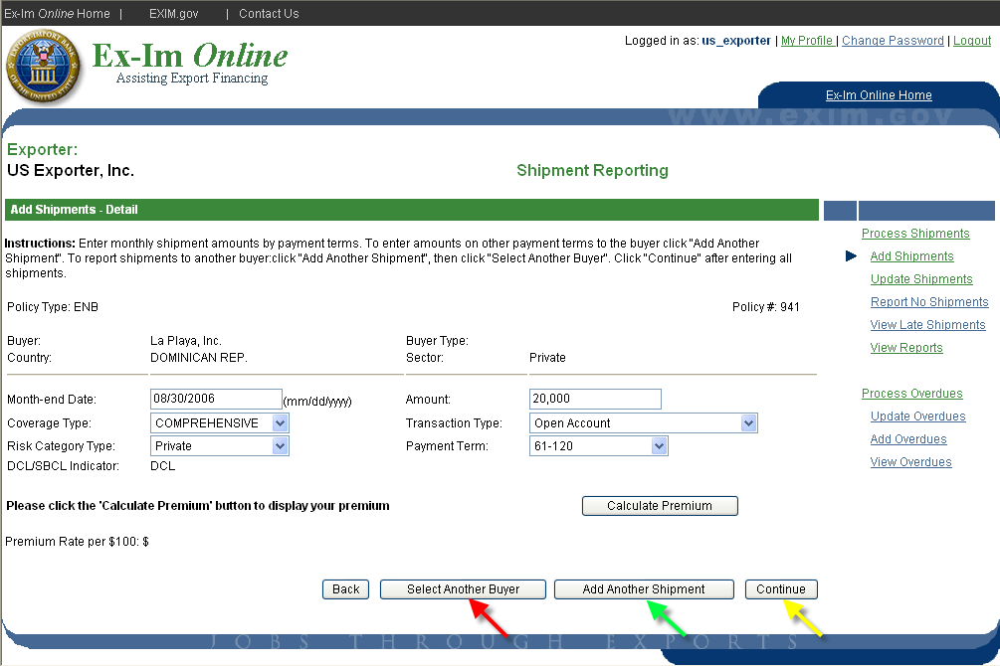 Ex-Im Online Home | EXIM.gov | Contact Us
Logged in as: us_exporter | My Profile | Change Password | Logout
Ex-Im Online
Assisting Export Financing
Ex-Im Online Home
www.exim.gov
Exporter:
US Exporter, Inc.
Shipment Reporting
Add Shipments - Detail
Instructions: Enter monthly shipment amounts by payment terms. To enter amounts on other payment terms to the buyer click "Add Another
Shipment". To report shipments to another buyer:click "Add Another Shipment", then click "Select Another Buyer". Click "Continue" after entering all
shipments.
Policy Type: ENB Policy #: 941
Buyer: La Playa, Inc. Buyer Type:
Country: DOMINICAN REP. Sector: Private
Month-end Date: 08/30/2006 (mm/dd/yyyy) Amount: 20,000
Coverage Type: COMPREHENSIVE Transaction Type: Open Account
Risk Category Type: Private Payment Term: 61-120
DCL/SBCL Indicator: DCL
Please click the 'Calculate Premium' button to display your premium Calculate Premium
Premium Rate per $100: $
Back Select Another Buyer Add Another Shipment Continue
Process Shipments
Add Shipments
Update Shipments
Report No Shipments
View Late Shipments
View Reports
Process Overdues
Update Overdues
Add Overdues
View Overdues
JOBS THROUGH EXPORTS